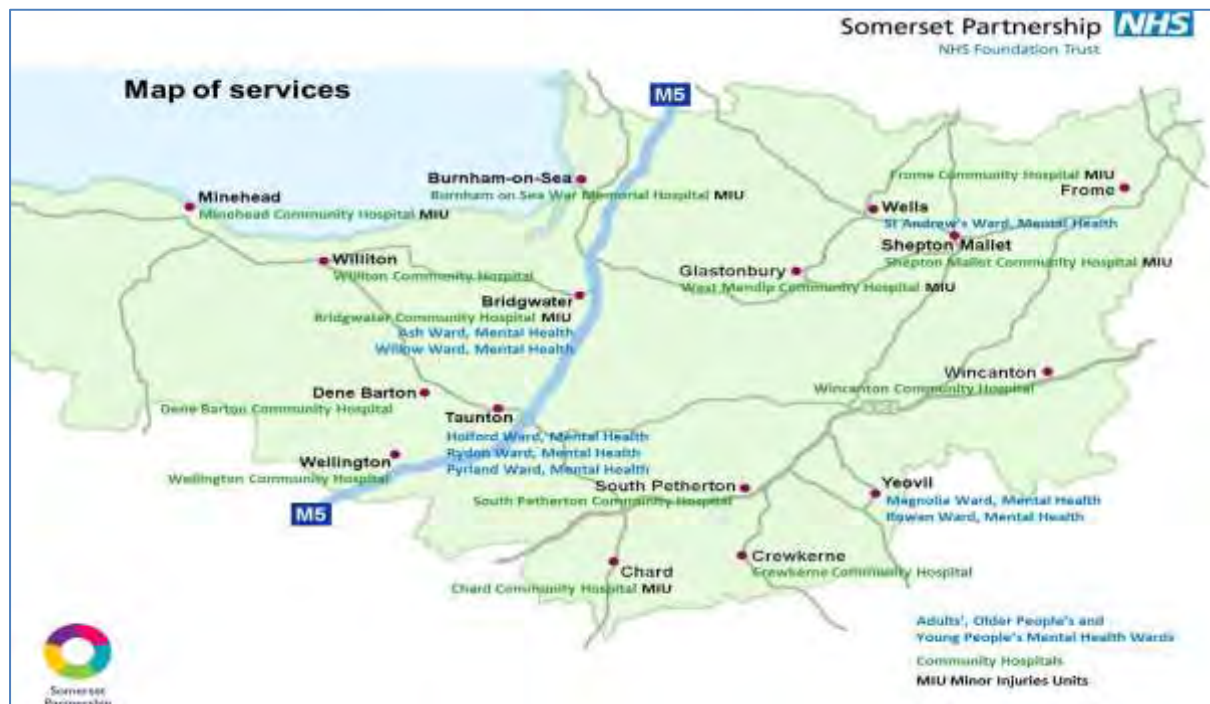 Somerset Partnership NHS
NHS Foundation Trust
Map of services
M5
Burnham-on-Sea
Burnham on Sea War Memorial Hospital MIU
Minehead
Minehead Community Hospital MIU
Frome Community Hospital MIU
Frome
Wells
St Andrew's Ward, Mental Health
Shepton Mallet
Shepton Mallet Community Hospital MIU
Williton
Williton Community Hospital
Glastonbury
West Mendip Community Hospital MIU
Bridgwater
Bridgwater Community Hospital MIU
Ash Ward, Mental Health
Willow Ward, Mental Health
Wincanton
Wincanton Community Hospital
Dene Barton
Dene Barton Community Hospital
Taunton
Holford Ward, Mental Health
Rydon Ward, Mental Health
Pyrland Ward, Mental Health
Wellington
Wellington Community Hospital
M5
South Petherton
South Petherton Community Hospital
Yeovil
Magnolia Ward, Mental Health
Rowan Ward, Mental Health
Chard
Chard Community Hospital MIU
Crewkerne
Crewkerne Community Hospital
Adults', Older People's and
Young People's Mental Health Wards
Community Hospitals
MIU Minor Injuries Units
Somerset
Partnership